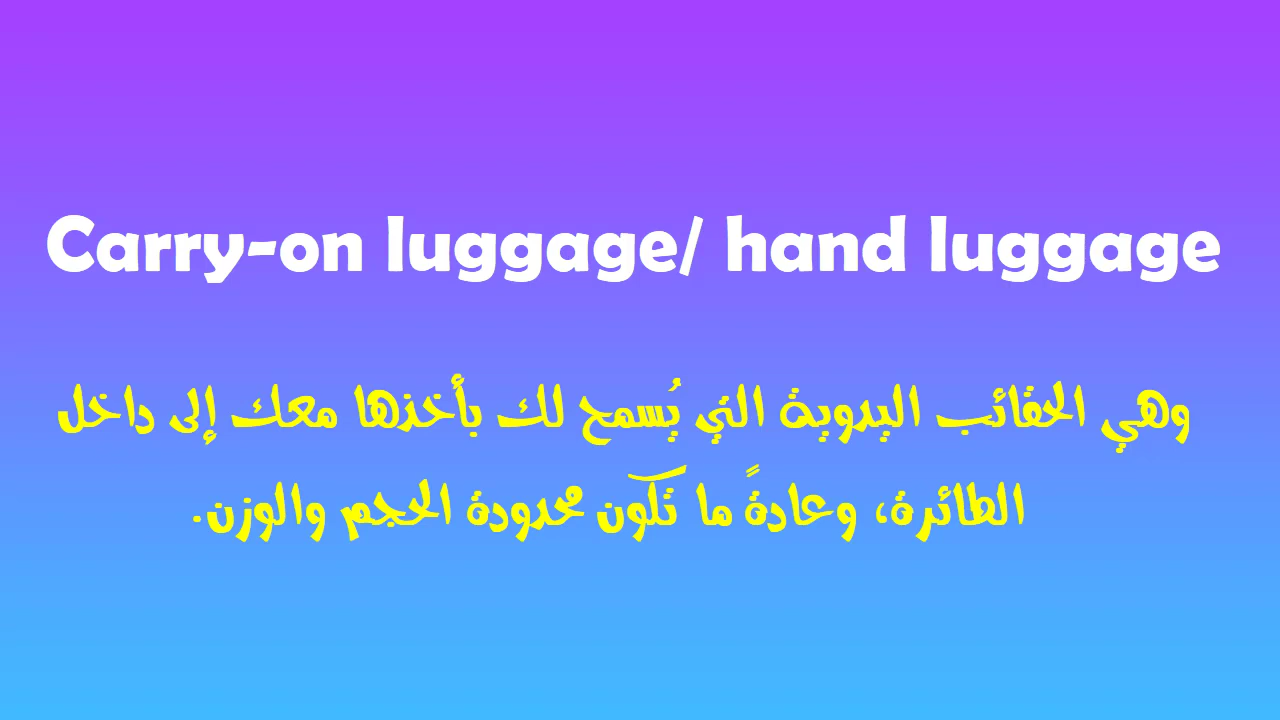 Carry-on luggage/ hand luggage
وهي الحقائب اليدوية التي يُسمح لك بأخذها معك إلى داخل
الطائرة، وعادةً ما تكون محدودة الحجم والوزن.